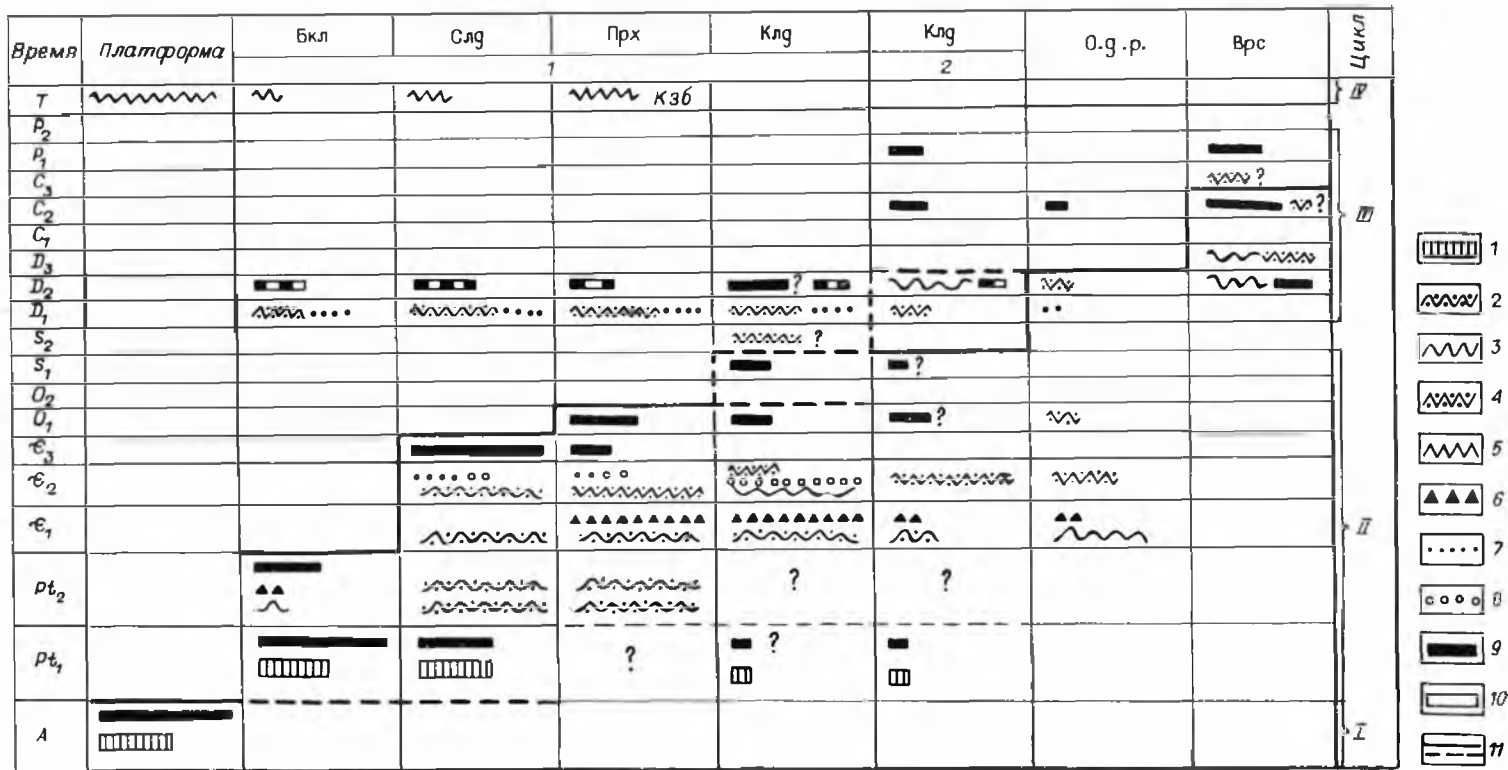 Время Платформа Бкл Слд Прх Клд Клд О.д.р. Врс Цикл
1 2
T кзб IV
P₂
P₁
C₃ ?
C₂ ? III
C₁
D₃
D₂ ?
D₁
S₂ ?
S₁ ?
O₂
O₁ ?
Є₃
Є₂
Є₁ II
pt₂ ? ?
pt₁ ? ?
A I
1
2
3
4
5
6
7
8
9
10
11